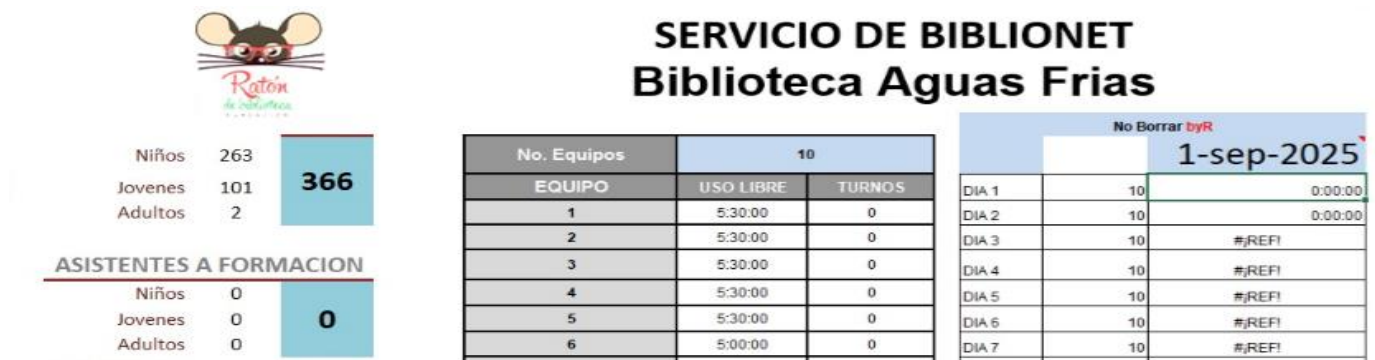 Ratón
de biblioteca
FUNDACIÓN
SERVICIO DE BIBLIONET
Biblioteca Aguas Frias
Niños 263
Jovenes 101
Adultos 2
366
ASISTENTES A FORMACION
Niños 0
Jovenes 0
Adultos 0
0
No. Equipos 10
EQUIPO USO LIBRE TURNOS
1 5:30:00 0
2 5:30:00 0
3 5:30:00 0
4 5:30:00 0
5 5:30:00 0
6 5:00:00 0
No Borrar byR
1-sep-2025
DIA 1 10 0:00:00
DIA 2 10 0:00:00
DIA 3 10 #¡REF!
DIA 4 10 #¡REF!
DIA 5 10 #¡REF!
DIA 6 10 #¡REF!
DIA 7 10 #¡REF!